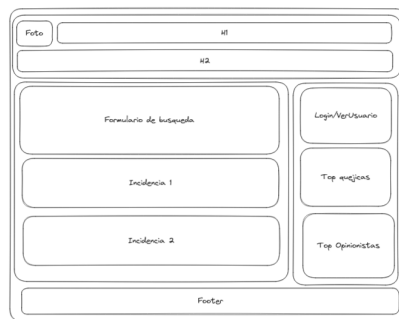 Foto
H1
H2
Formulario de busqueda
Login/VerUsuario
Incidencia 1
Top quejicas
Incidencia 2
Top Opinionistas
Footer